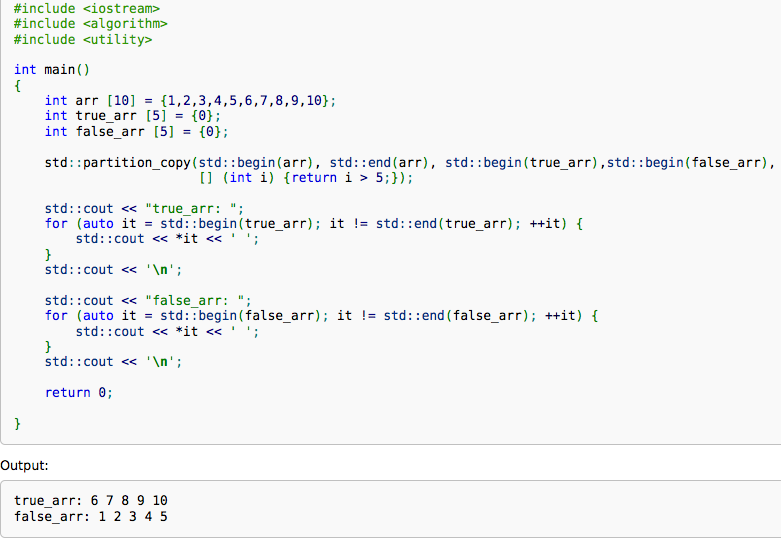 #include <iostream>
#include <algorithm>
#include <utility>

int main()
{
    int arr [10] = {1,2,3,4,5,6,7,8,9,10};
    int true_arr [5] = {0};
    int false_arr [5] = {0};

    std::partition_copy(std::begin(arr), std::end(arr), std::begin(true_arr),std::begin(false_arr),
                        [] (int i) {return i > 5;});

    std::cout << "true_arr: ";
    for (auto it = std::begin(true_arr); it != std::end(true_arr); ++it) {
        std::cout << *it << ' ';
    }
    std::cout << '\n';

    std::cout << "false_arr: ";
    for (auto it = std::begin(false_arr); it != std::end(false_arr); ++it) {
        std::cout << *it << ' ';
    }
    std::cout << '\n';

    return 0;

}
Output:
true_arr: 6 7 8 9 10
false_arr: 1 2 3 4 5